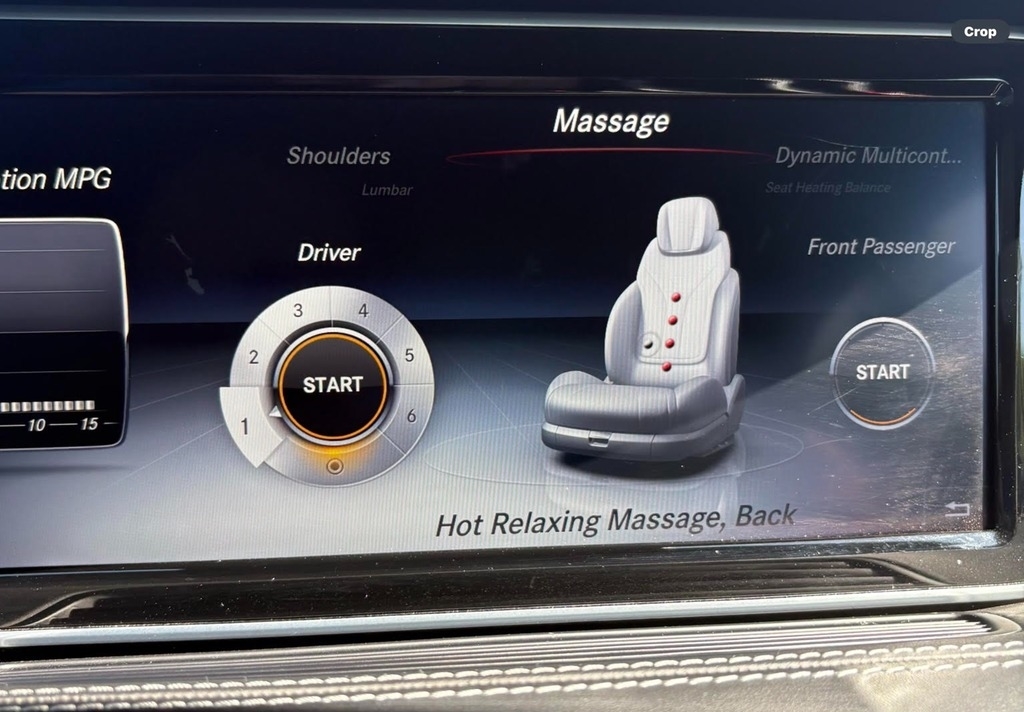 Crop
Massage
Shoulders
Dynamic Multicont...
tion MPG
Lumbar
Seat Heating Balance
Driver
Front Passenger
3
4
2
5
START
START
1
6
10
15
Hot Relaxing Massage, Back